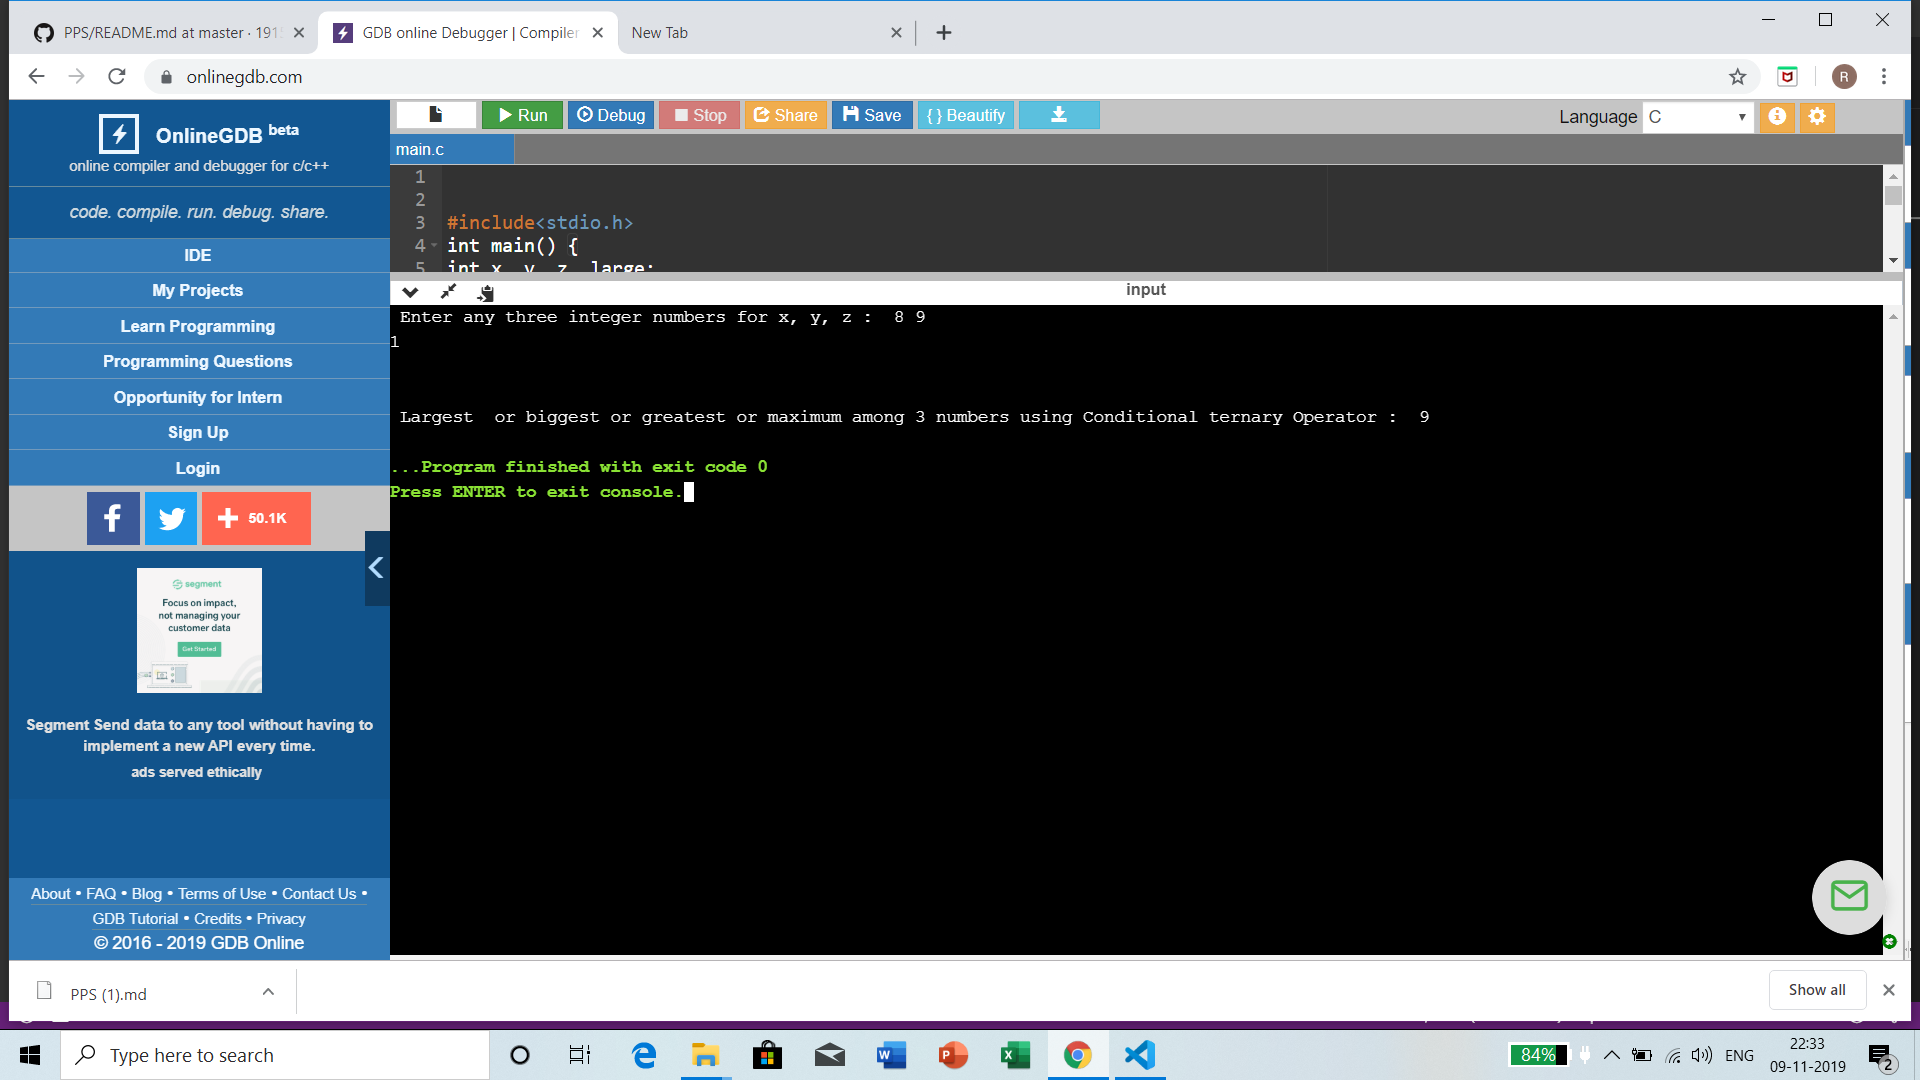 PPS/README.md at master · 191
GDB online Debugger | Compiler
New Tab
onlinegdb.com
R
OnlineGDB beta
online compiler and debugger for c/c++
code. compile. run. debug. share.
IDE
My Projects
Learn Programming
Programming Questions
Opportunity for Intern
Sign Up
Login
50.1K
segment
Focus on impact,
not managing your
customer data
Get Started
Segment Send data to any tool without having to
implement a new API every time.
ads served ethically
About • FAQ • Blog • Terms of Use • Contact Us •
GDB Tutorial • Credits • Privacy
© 2016 - 2019 GDB Online
Run
Debug
Stop
Share
Save
{ } Beautify
Language C
main.c
1
2
3 #include<stdio.h>
4 int main() {
5 int x, y, z, large;
input
Enter any three integer numbers for x, y, z :  8 9
1
Largest  or biggest or greatest or maximum among 3 numbers using Conditional ternary Operator :  9
...Program finished with exit code 0
Press ENTER to exit console.
PPS (1).md
Show all
Type here to search
84%
ENG
22:33
09-11-2019
2